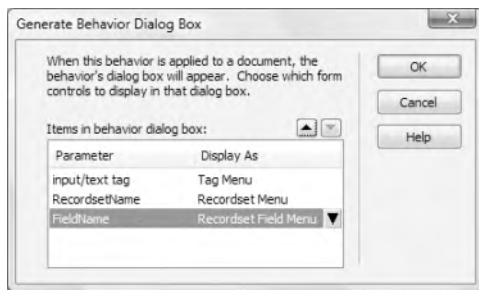 Generate Behavior Dialog Box
When this behavior is applied to a document, the
behavior's dialog box will appear. Choose which form
controls to display in that dialog box.
OK
Cancel
Help
Items in behavior dialog box:
Parameter Display As
input/text tag Tag Menu
RecordsetName Recordset Menu
FieldName Recordset Field Menu